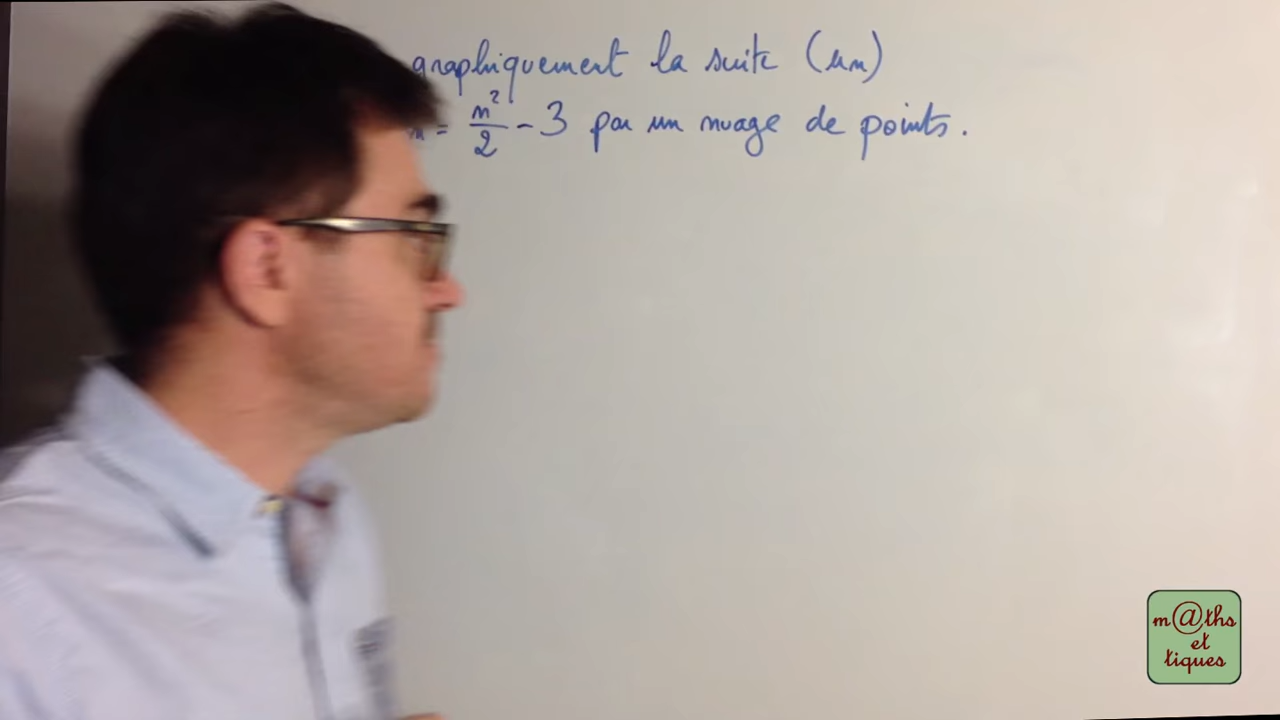 graphiquement la suite (un)
= n²/2 - 3 par un nuage de points.
m@ths
et
tiques